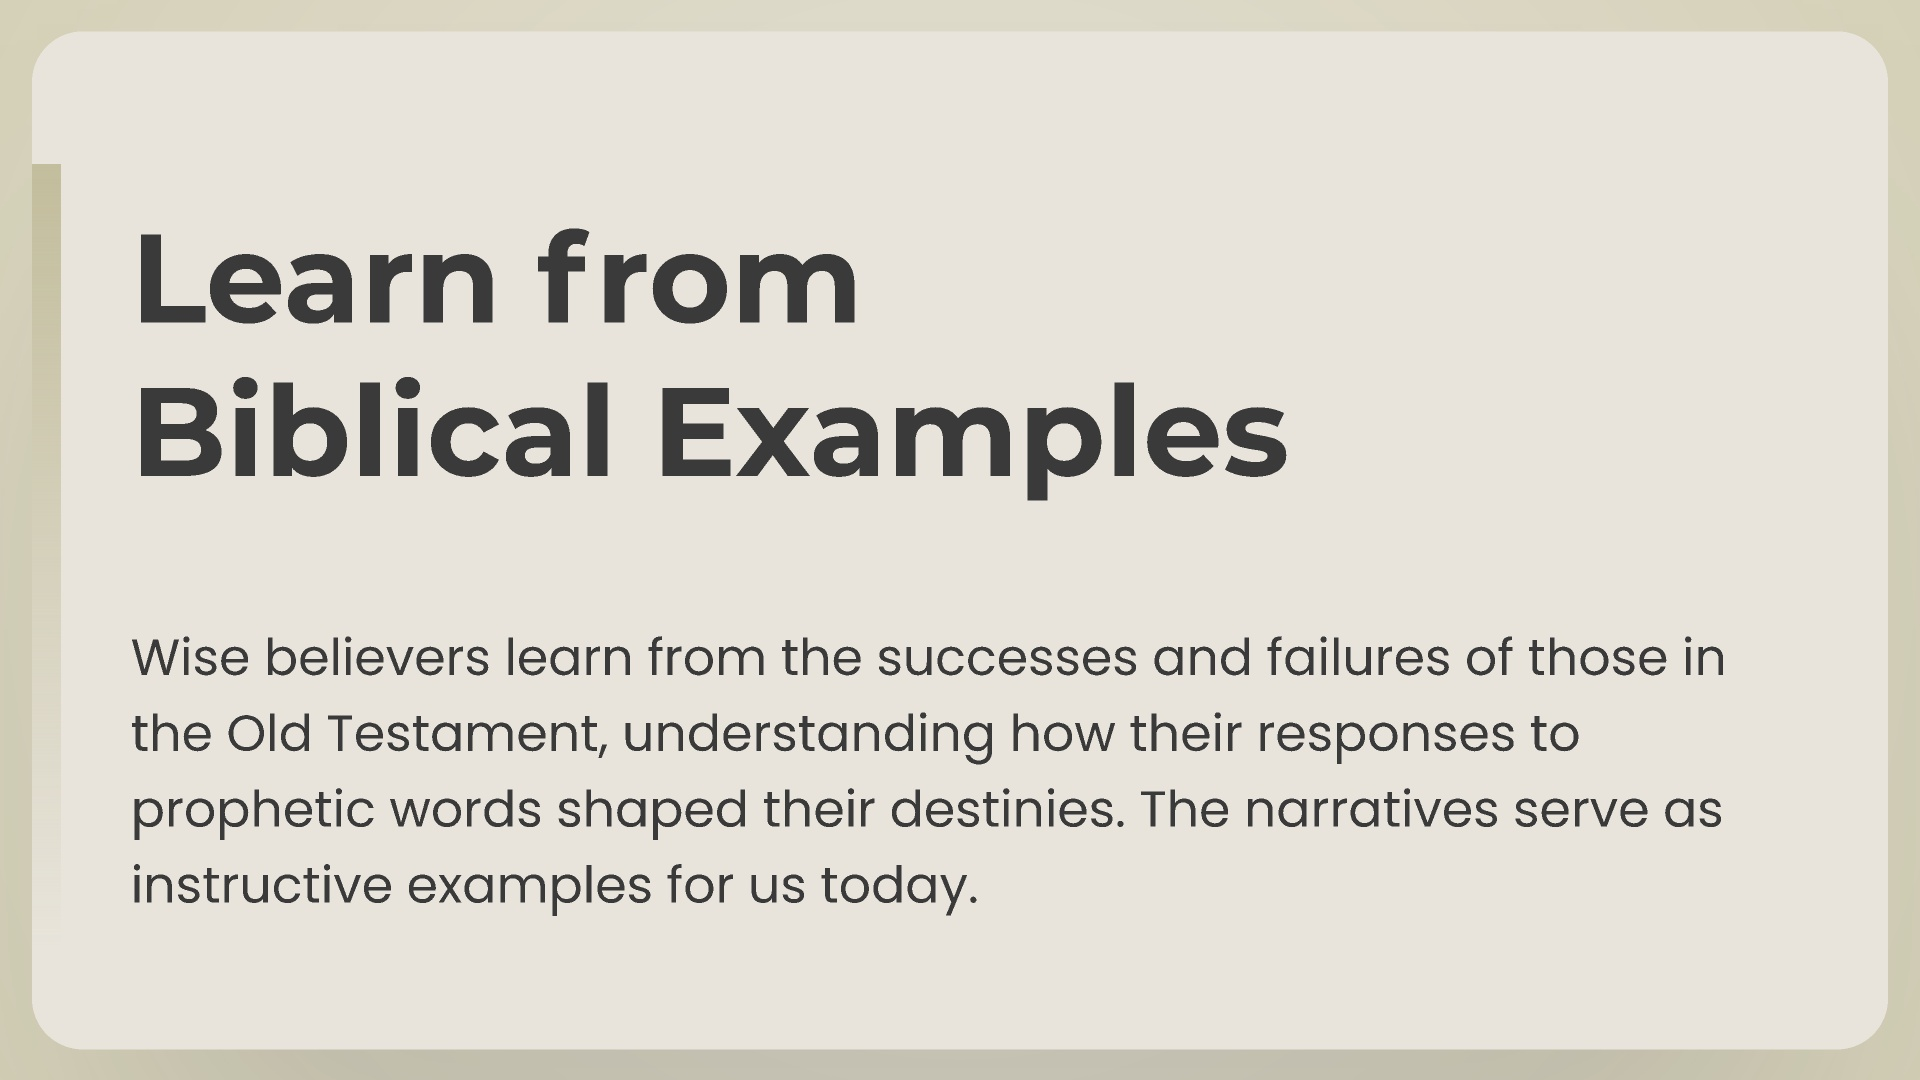 Learn from
Biblical Examples
Wise believers learn from the successes and failures of those in
the Old Testament, understanding how their responses to
prophetic words shaped their destinies. The narratives serve as
instructive examples for us today.